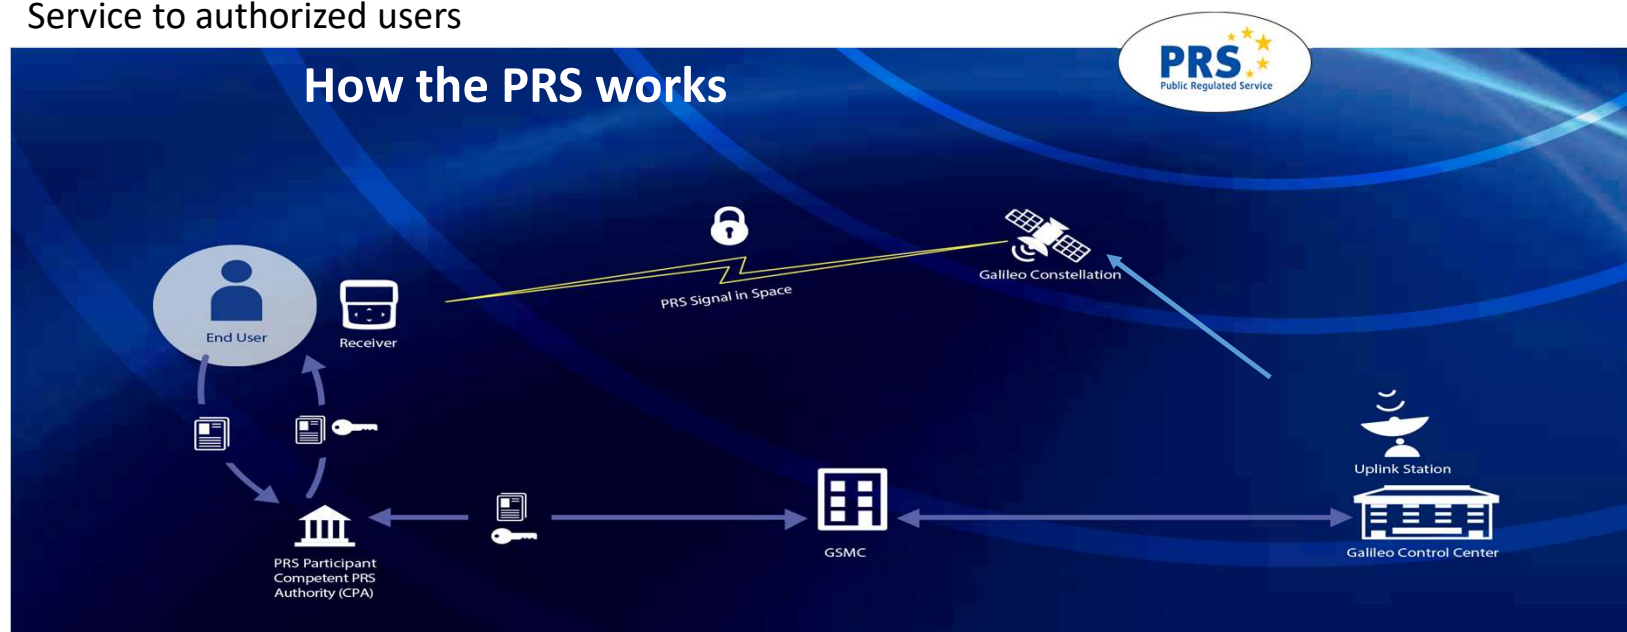 Service to authorized users
How the PRS works
PRS
Public Regulated Service
Galileo Constellation
PRS Signal in Space
End User
Receiver
Uplink Station
GSMC
Galileo Control Center
PRS Participant
Competent PRS
Authority (CPA)